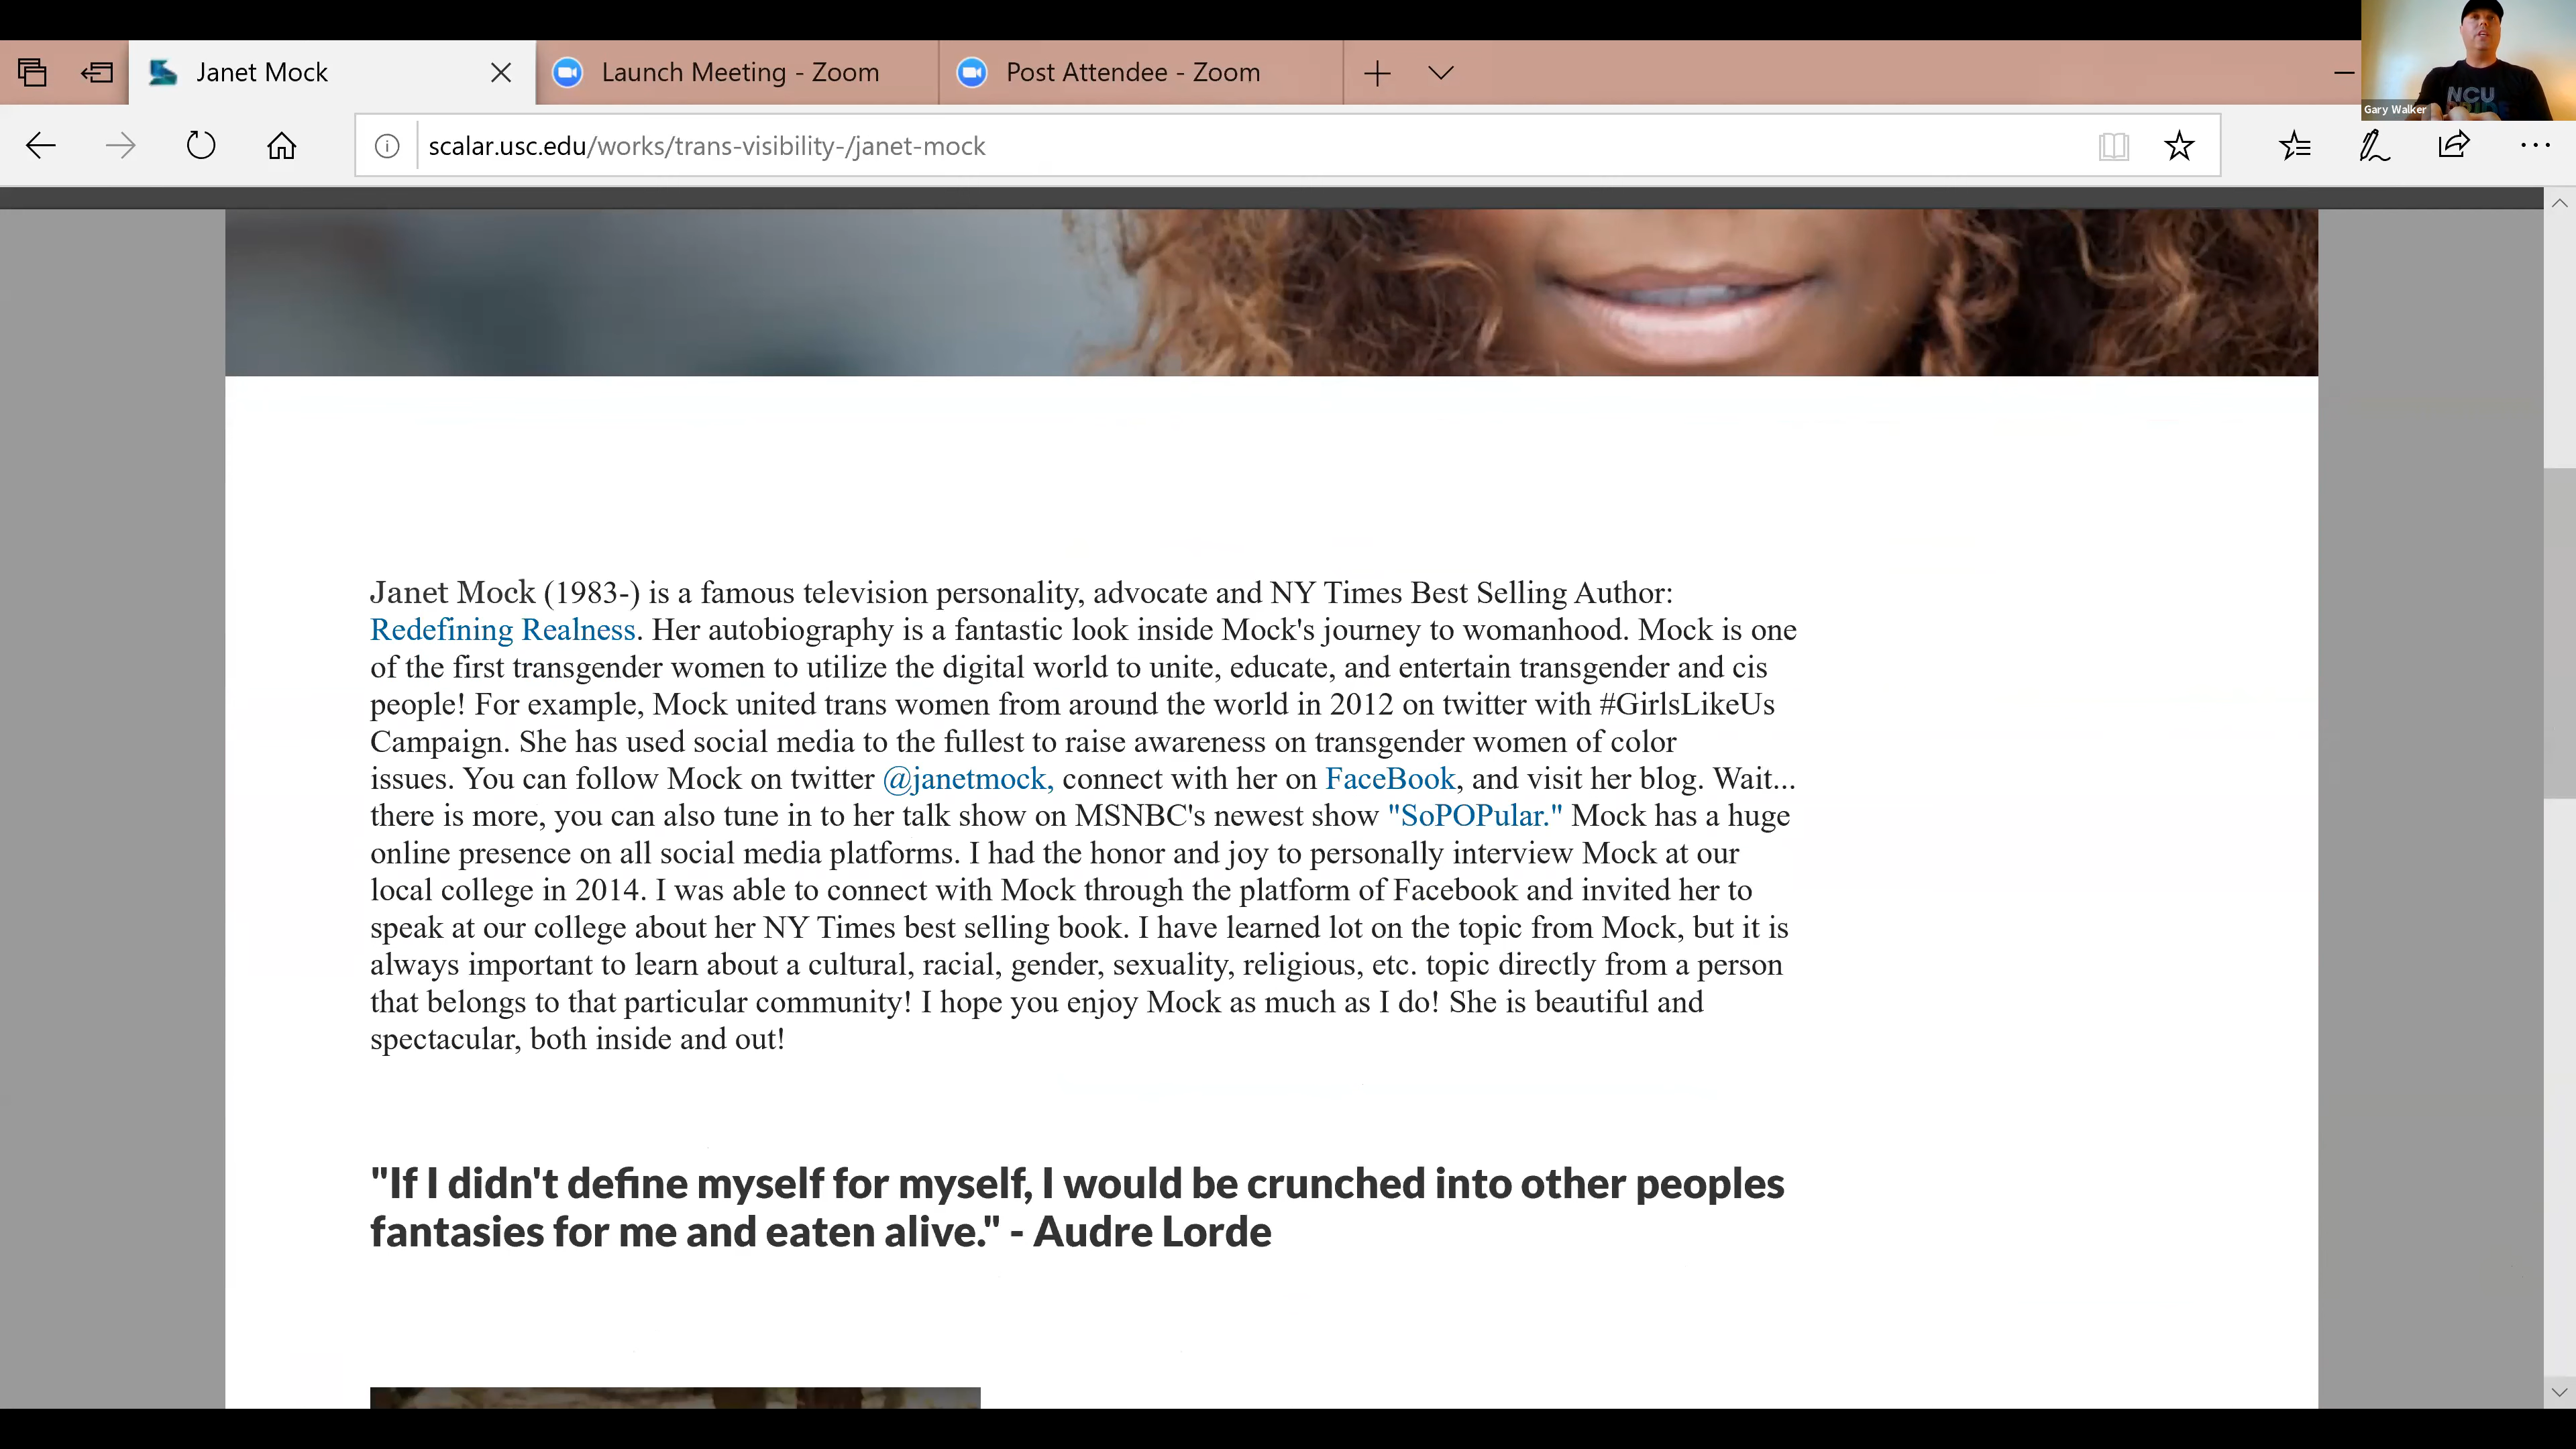 Janet Mock
Launch Meeting - Zoom
Post Attendee - Zoom
NCU
PRIDE
Gary Walker
scalar.usc.edu/works/trans-visibility-/janet-mock
Janet Mock (1983-) is a famous television personality, advocate and NY Times Best Selling Author:
Redefining Realness. Her autobiography is a fantastic look inside Mock's journey to womanhood. Mock is one
of the first transgender women to utilize the digital world to unite, educate, and entertain transgender and cis
people! For example, Mock united trans women from around the world in 2012 on twitter with #GirlsLikeUs
Campaign. She has used social media to the fullest to raise awareness on transgender women of color
issues. You can follow Mock on twitter @janetmock, connect with her on FaceBook, and visit her blog. Wait...
there is more, you can also tune in to her talk show on MSNBC's newest show "SoPOPular." Mock has a huge
online presence on all social media platforms. I had the honor and joy to personally interview Mock at our
local college in 2014. I was able to connect with Mock through the platform of Facebook and invited her to
speak at our college about her NY Times best selling book. I have learned lot on the topic from Mock, but it is
always important to learn about a cultural, racial, gender, sexuality, religious, etc. topic directly from a person
that belongs to that particular community! I hope you enjoy Mock as much as I do! She is beautiful and
spectacular, both inside and out!
"If I didn't define myself for myself, I would be crunched into other peoples
fantasies for me and eaten alive." - Audre Lorde